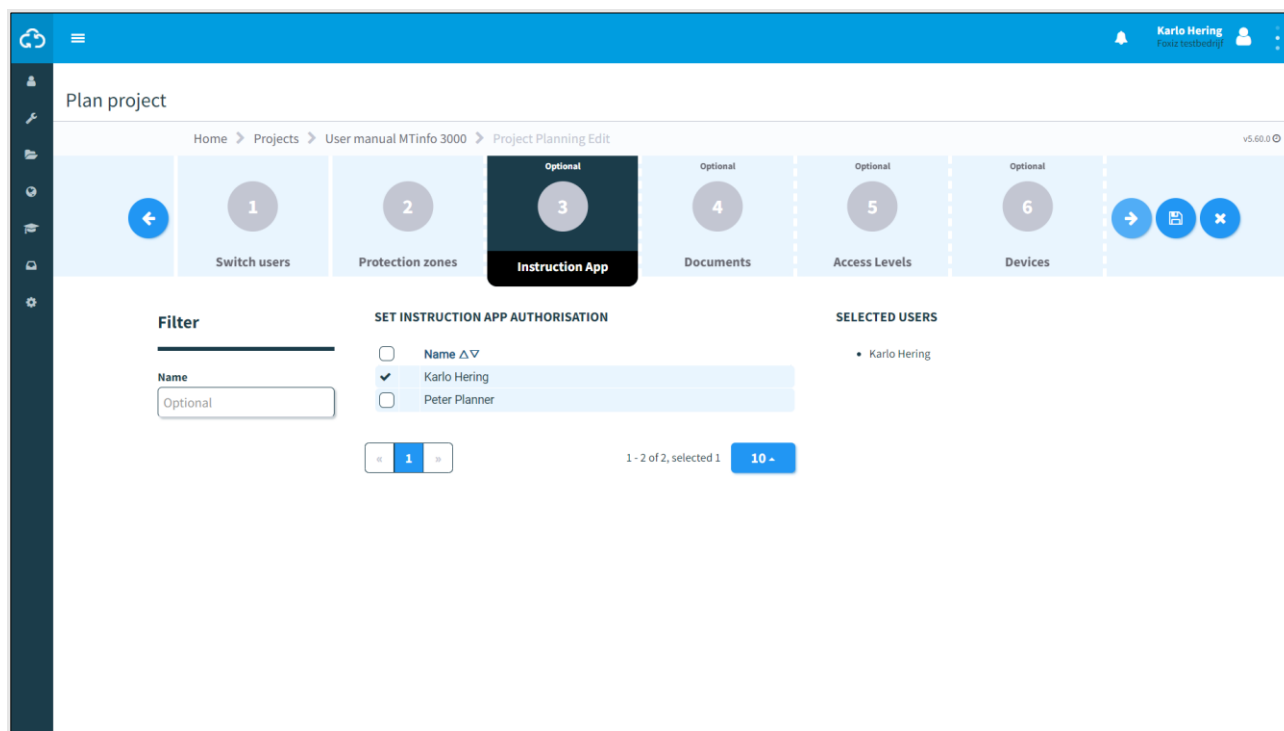 Karlo Hering
Foxiz testbedrijf
Plan project
Home Projects User manual MTinfo 3000 Project Planning Edit
v5.60.0
Optional Optional Optional Optional
1 2 3 4 5 6
Switch users Protection zones Instruction App Documents Access Levels Devices
Filter
SET INSTRUCTION APP AUTHORISATION
SELECTED USERS
Name
• Karlo Hering
Name
Karlo Hering
Optional
Peter Planner
« 1 »
1 - 2 of 2, selected 1
10